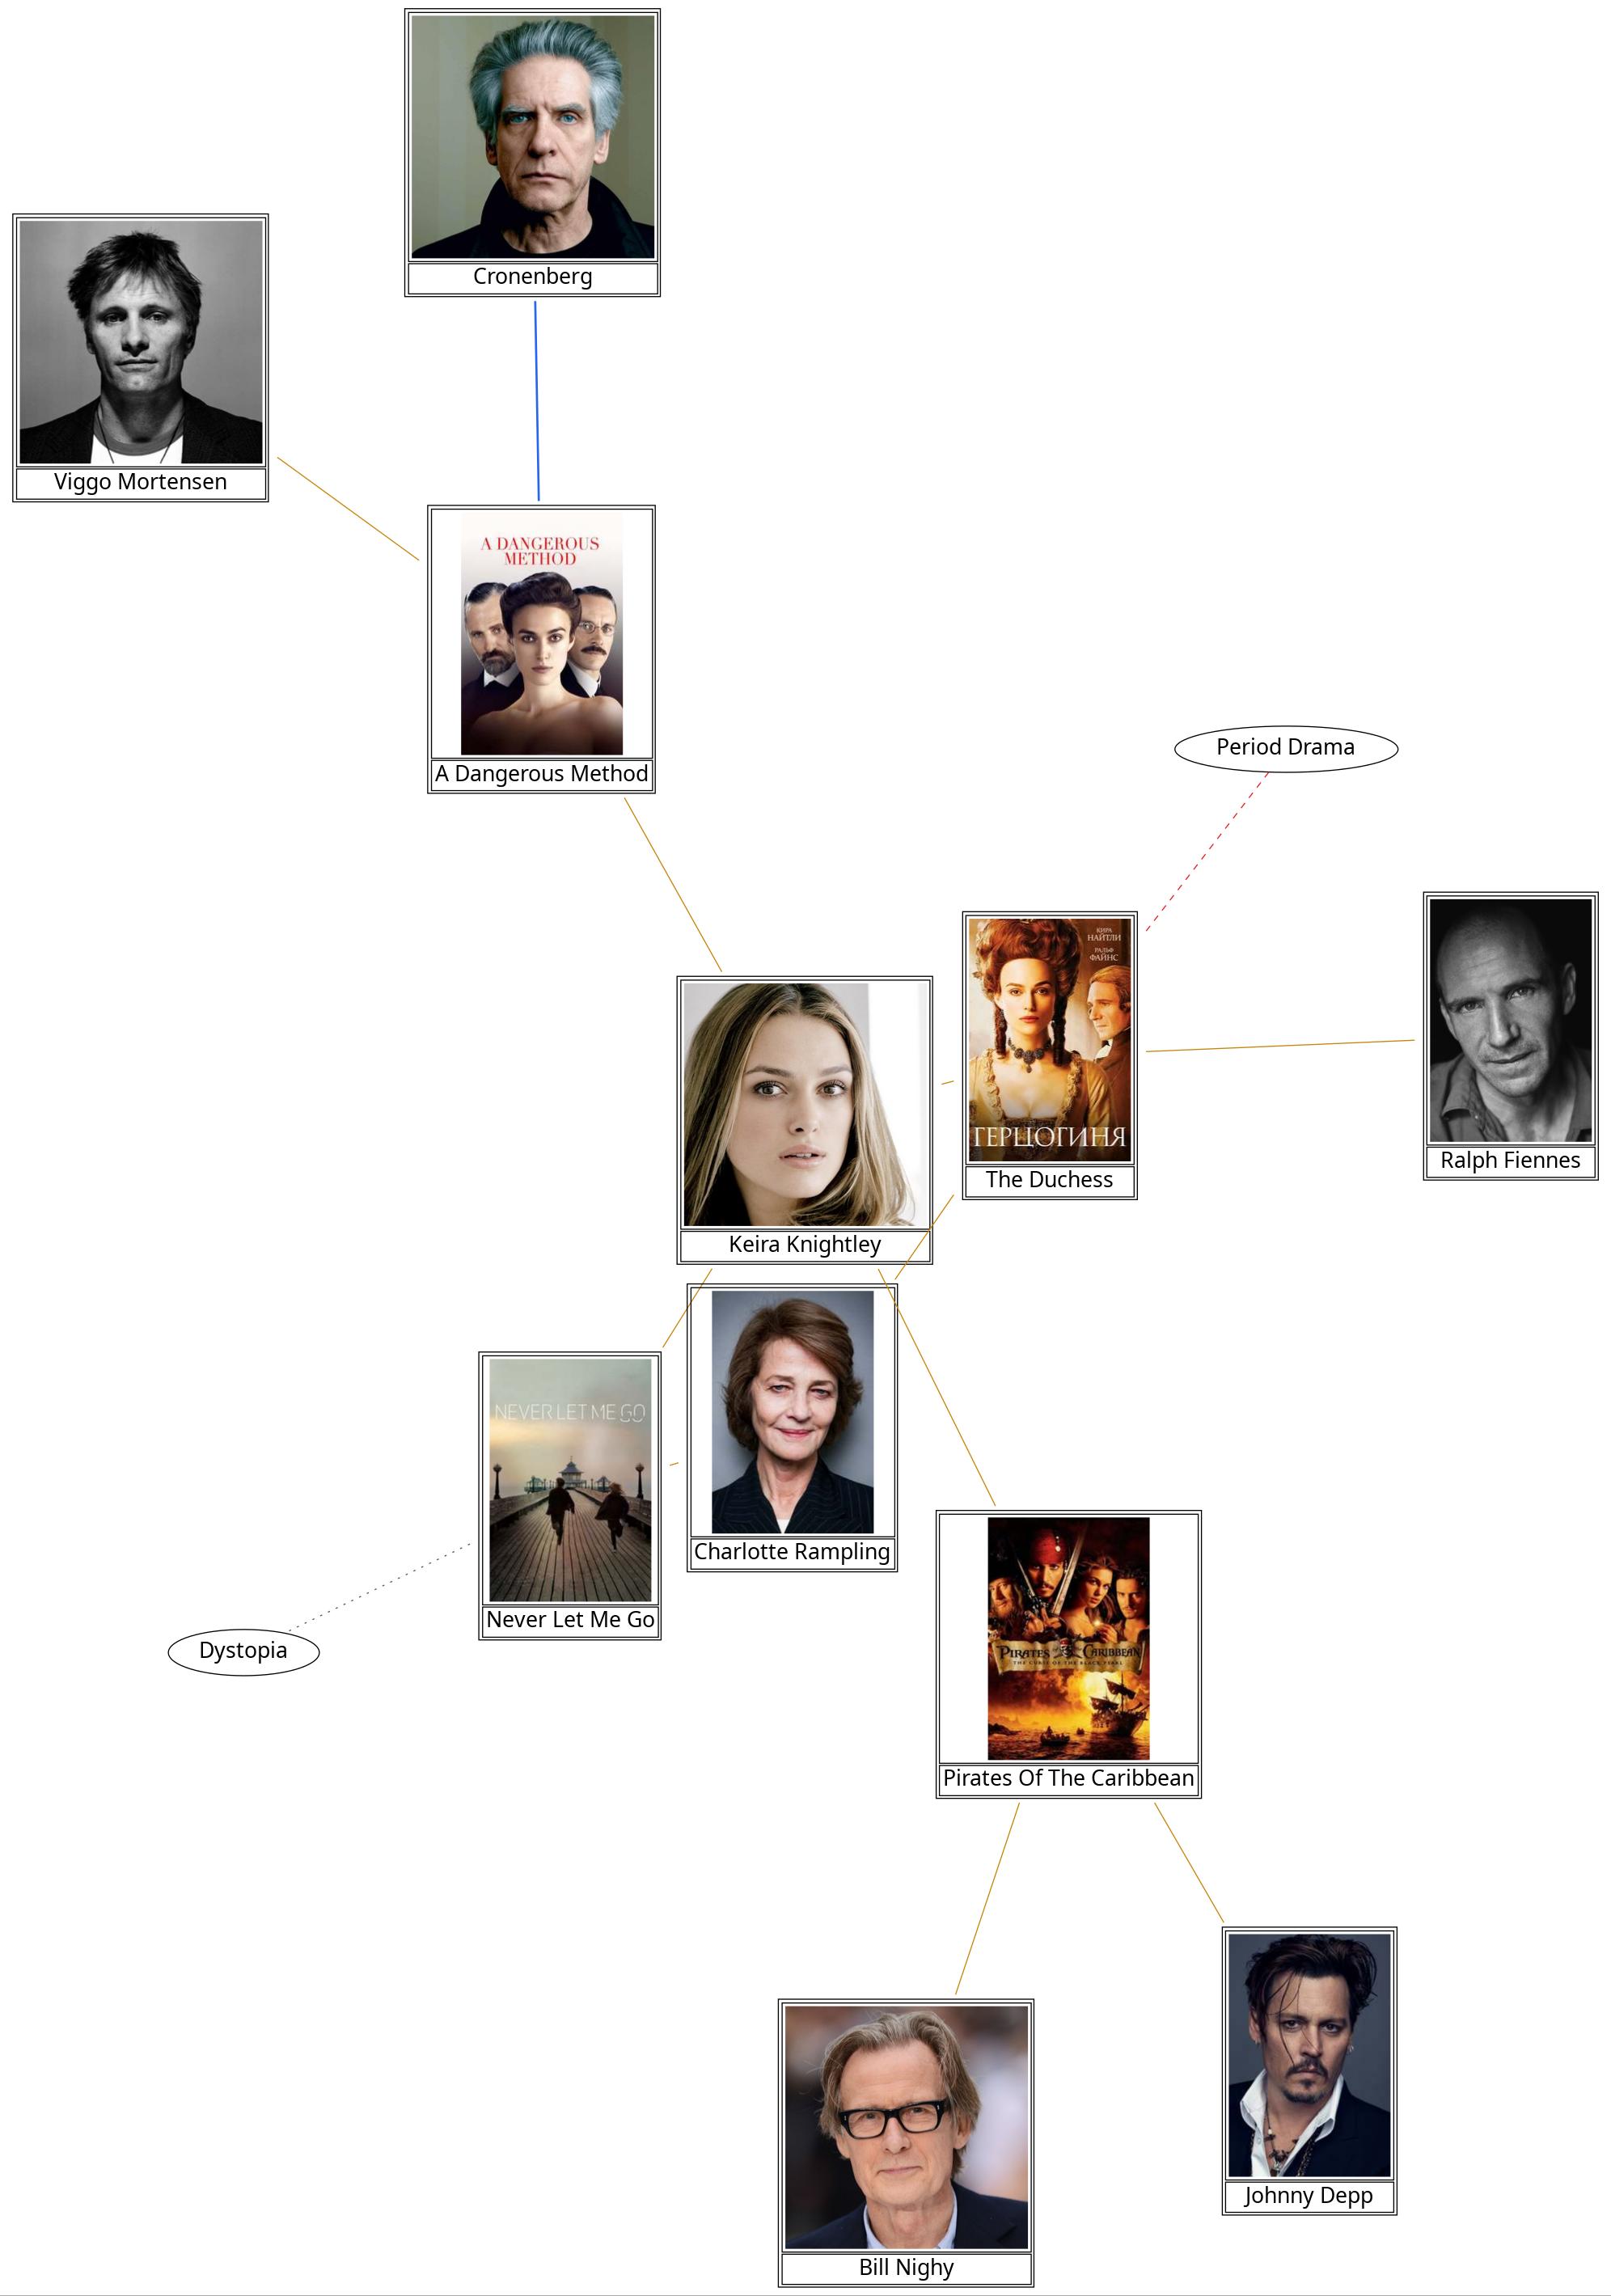 Cronenberg
Viggo Mortensen
A DANGEROUS
METHOD
A Dangerous Method
Period Drama
КИРА
НАЙТЛИ
РАЛЬФ
ФАЙНС
ГЕРЦОГИНЯ
The Duchess
Ralph Fiennes
Keira Knightley
NEVER LET ME GO
Never Let Me Go
Charlotte Rampling
Dystopia
PIRATES OF THE CARIBBEAN
THE CURSE OF THE BLACK PEARL
Pirates Of The Caribbean
Johnny Depp
Bill Nighy